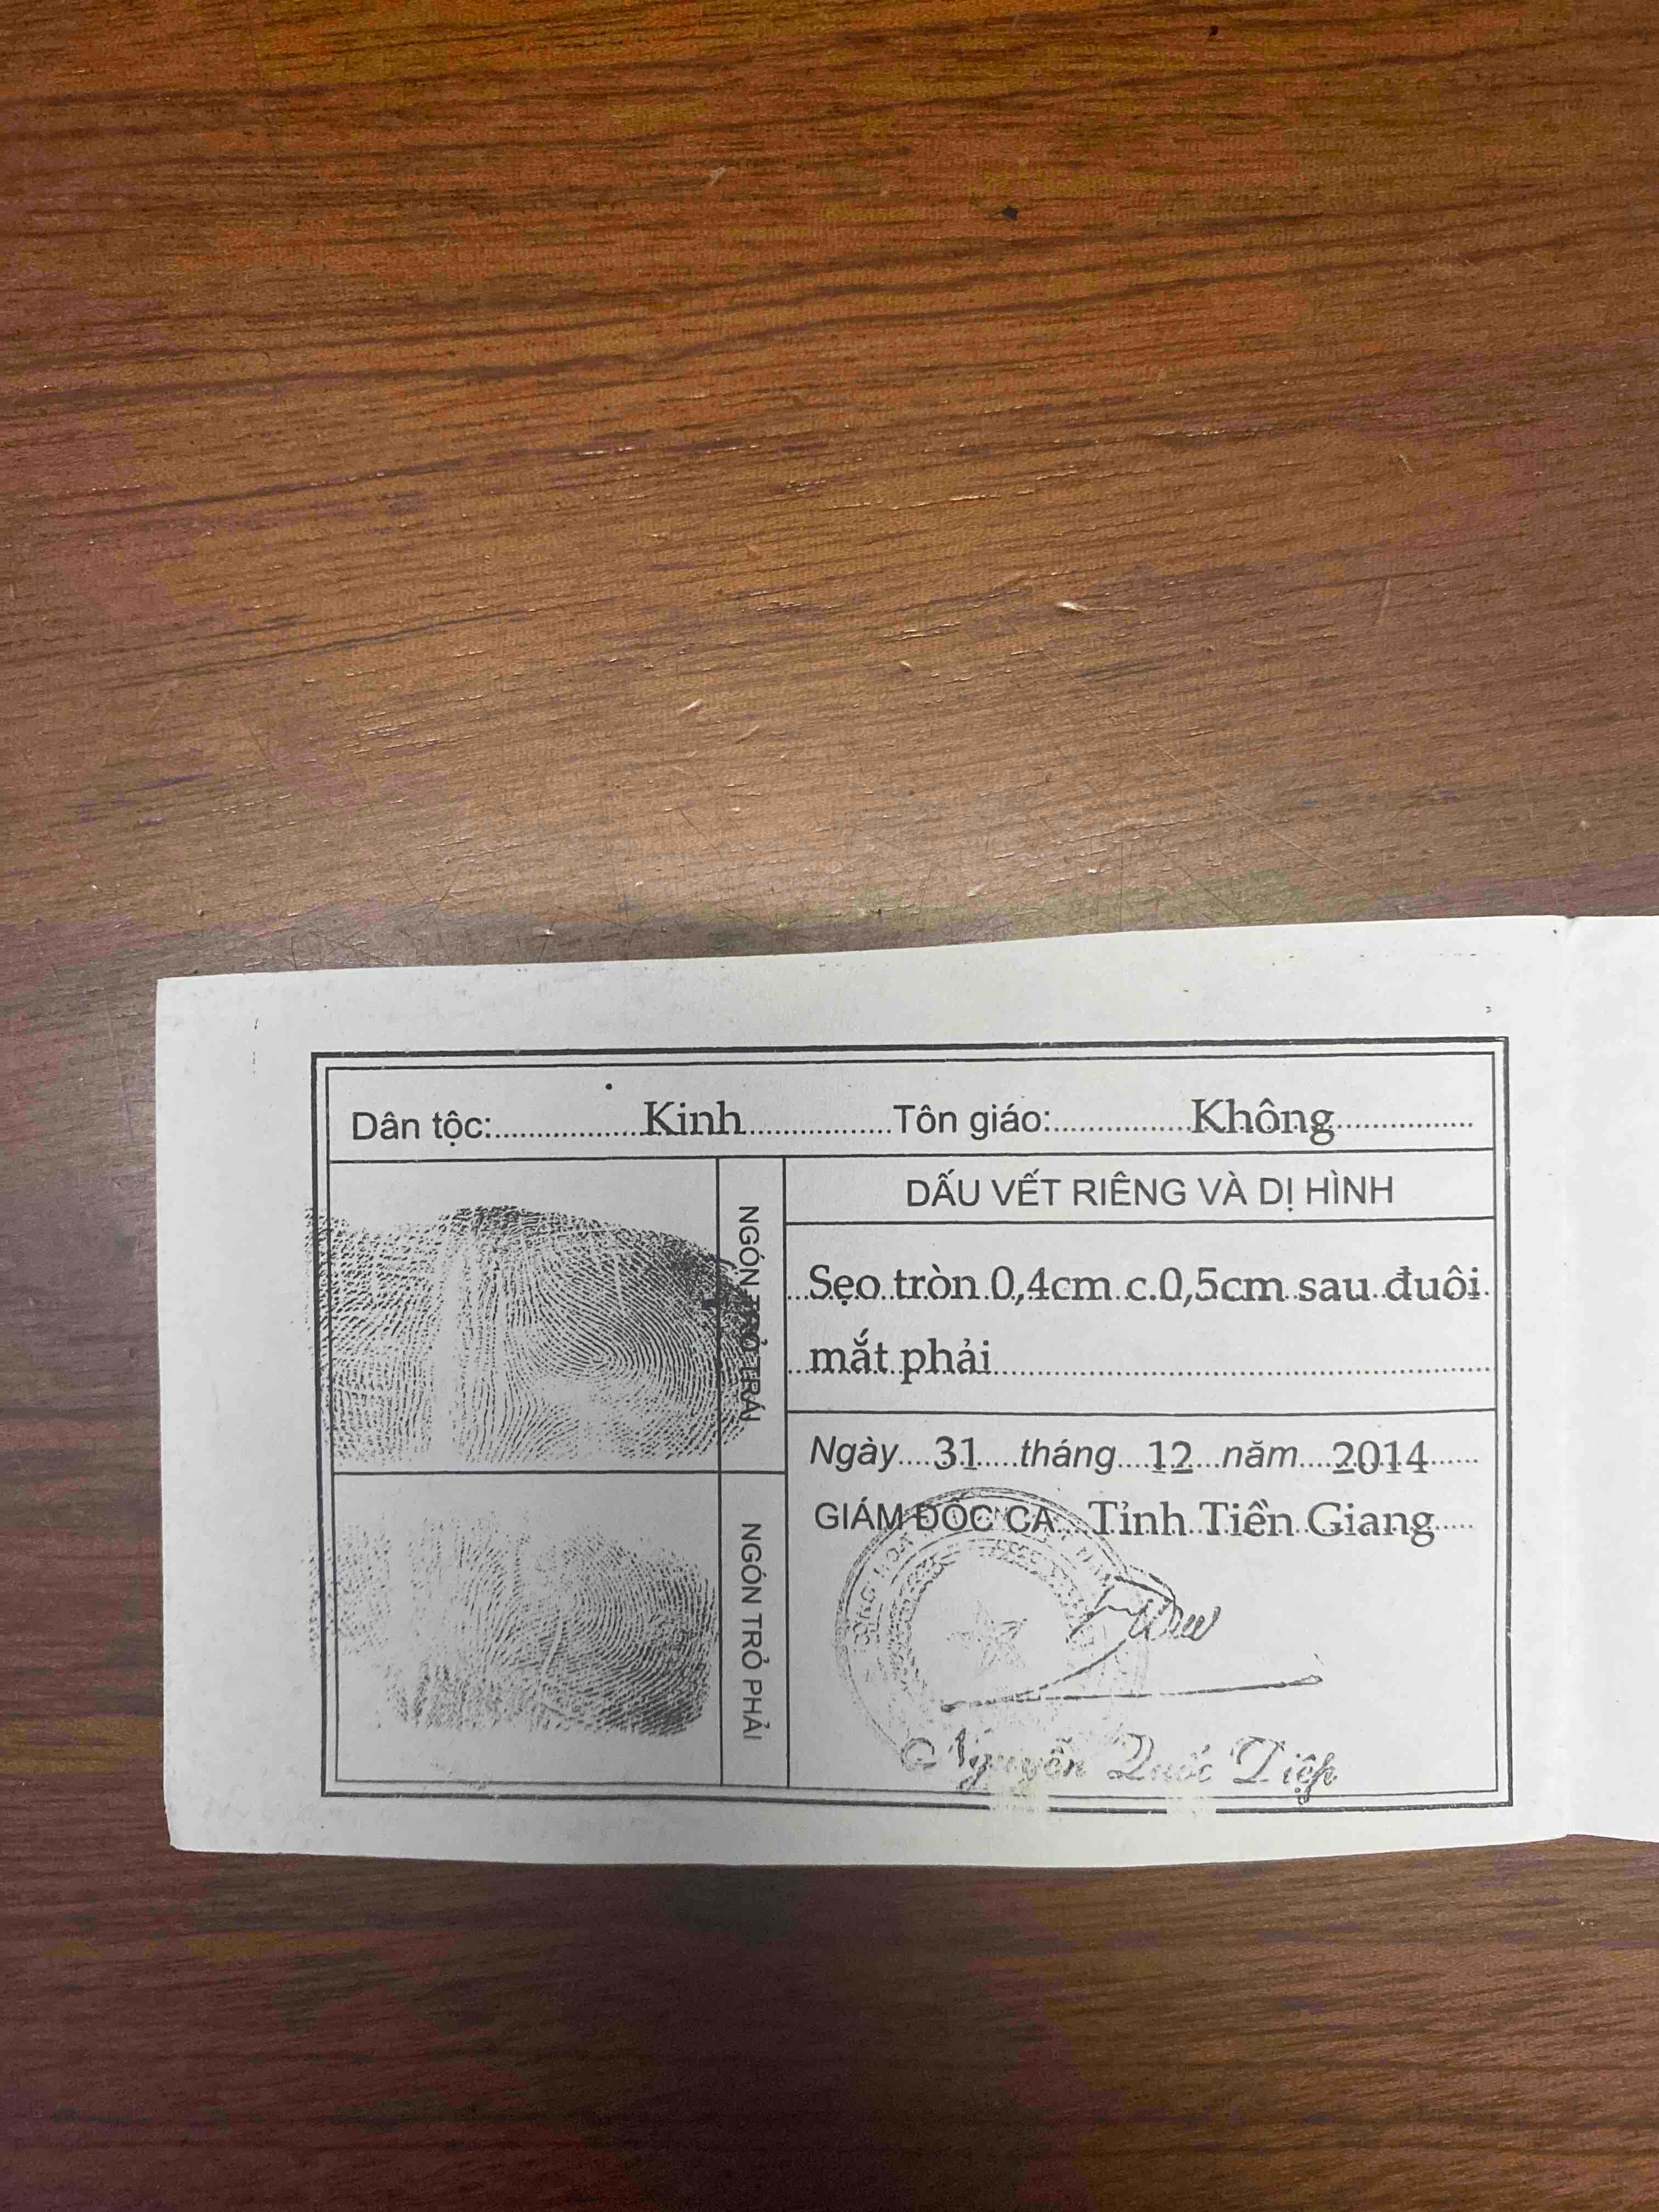 Dân tộc:..................Kinh..................Tôn giáo:.................Không.................
NGÓN TRỎ TRÁI
DẤU VẾT RIÊNG VÀ DỊ HÌNH
Sẹo tròn 0,4cm c.0,5cm sau đuôi
mắt phải
Ngày....31.....tháng....12...năm....2014......
GIÁM ĐỐC CA...Tỉnh Tiền Giang.....
NGÓN TRỎ PHẢI
Nguyễn Quốc Diệp